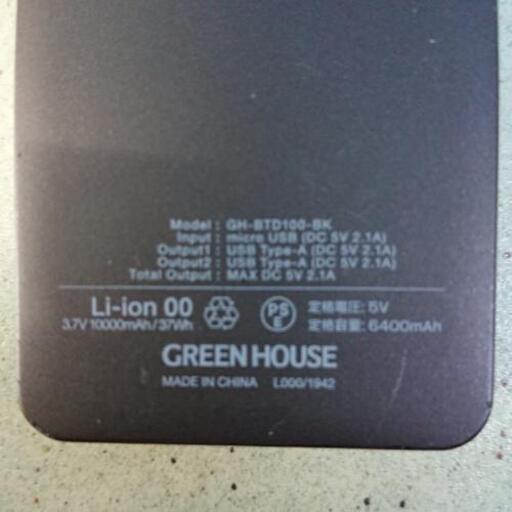 Model : GH-BTD100-BK
Input : micro USB (DC 5V 2.1A)
Output1 : USB Type-A (DC 5V 2.1A)
Output2 : USB Type-A (DC 5V 2.1A)
Total Output : MAX DC 5V 2.1A
Li-ion 00
3.7V 10000mAh/37Wh
PS
E
定格電圧: 5V
定格容量: 6400mAh
GREEN HOUSE
MADE IN CHINA L000/1942